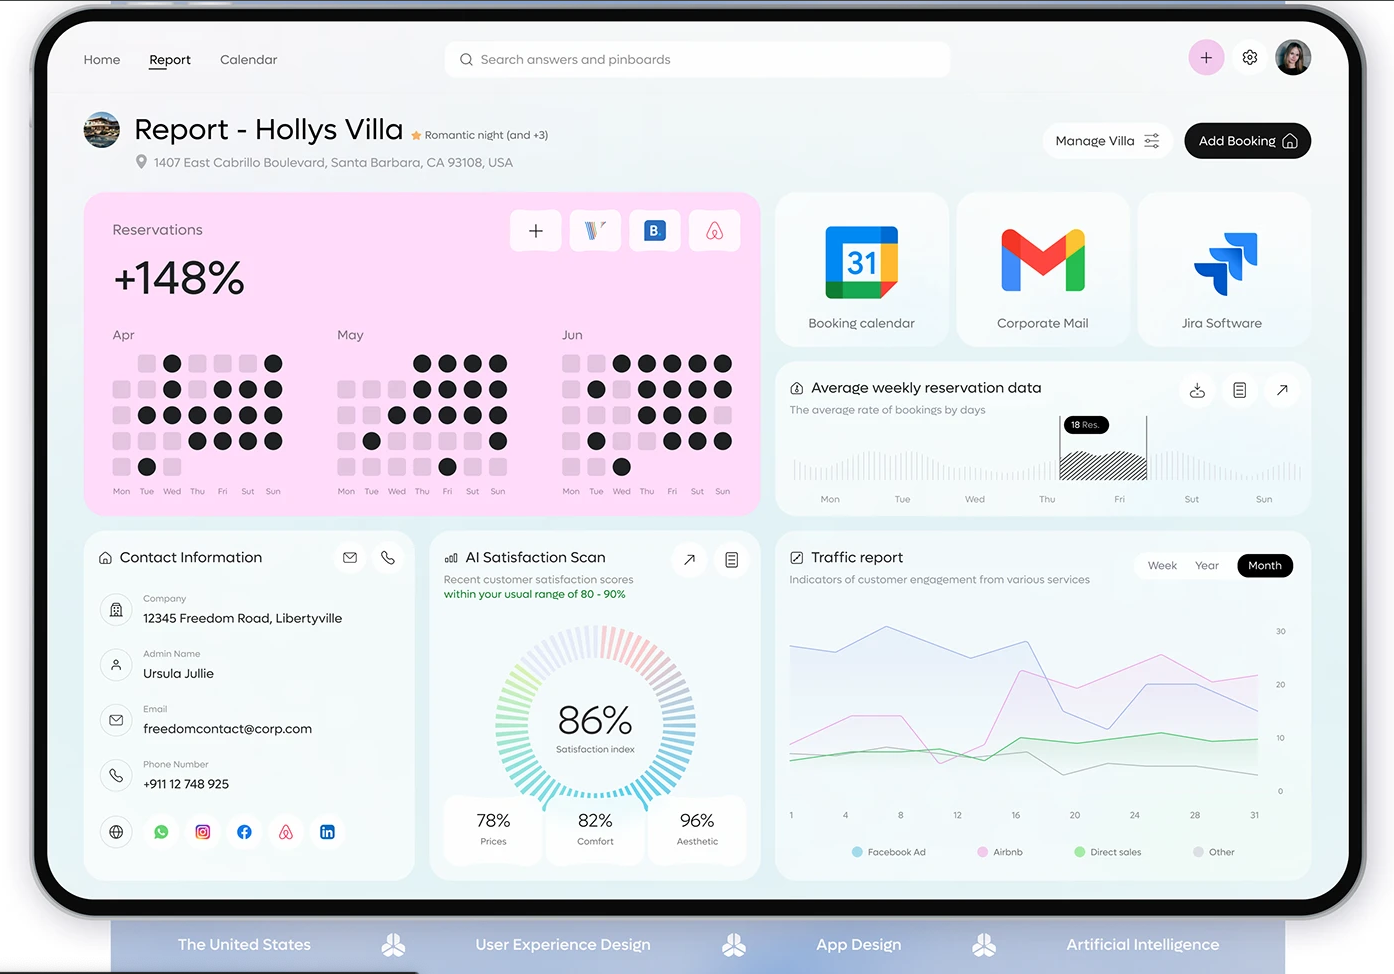 Home
Report
Calendar
Search answers and pinboards
Report - Hollys Villa
Romantic night (and +3)
1407 East Cabrillo Boulevard, Santa Barbara, CA 93108, USA
Manage Villa
Add Booking
Reservations
+148%
B.
Apr
May
Jun
Mon Tue Wed Thu Fri Sut Sun
Mon Tue Wed Thu Fri Sut Sun
Mon Tue Wed Thu Fri Sut Sun
31
Booking calendar
Corporate Mail
Jira Software
Average weekly reservation data
The average rate of bookings by days
18 Res.
Mon Tue Wed Thu Fri Sut Sun
Contact Information
Company
12345 Freedom Road, Libertyville
Admin Name
Ursula Jullie
Email
freedomcontact@corp.com
Phone Number
+911 12 748 925
in
AI Satisfaction Scan
Recent customer satisfaction scores
within your usual range of 80 - 90%
86%
Satisfaction index
78%
Prices
82%
Comfort
96%
Aesthetic
Traffic report
Indicators of customer engagement from various services
Week
Year
Month
30
20
10
0
1 4 8 12 16 20 24 28 31
Facebook Ad
Airbnb
Direct sales
Other
The United States
User Experience Design
App Design
Artificial Intelligence